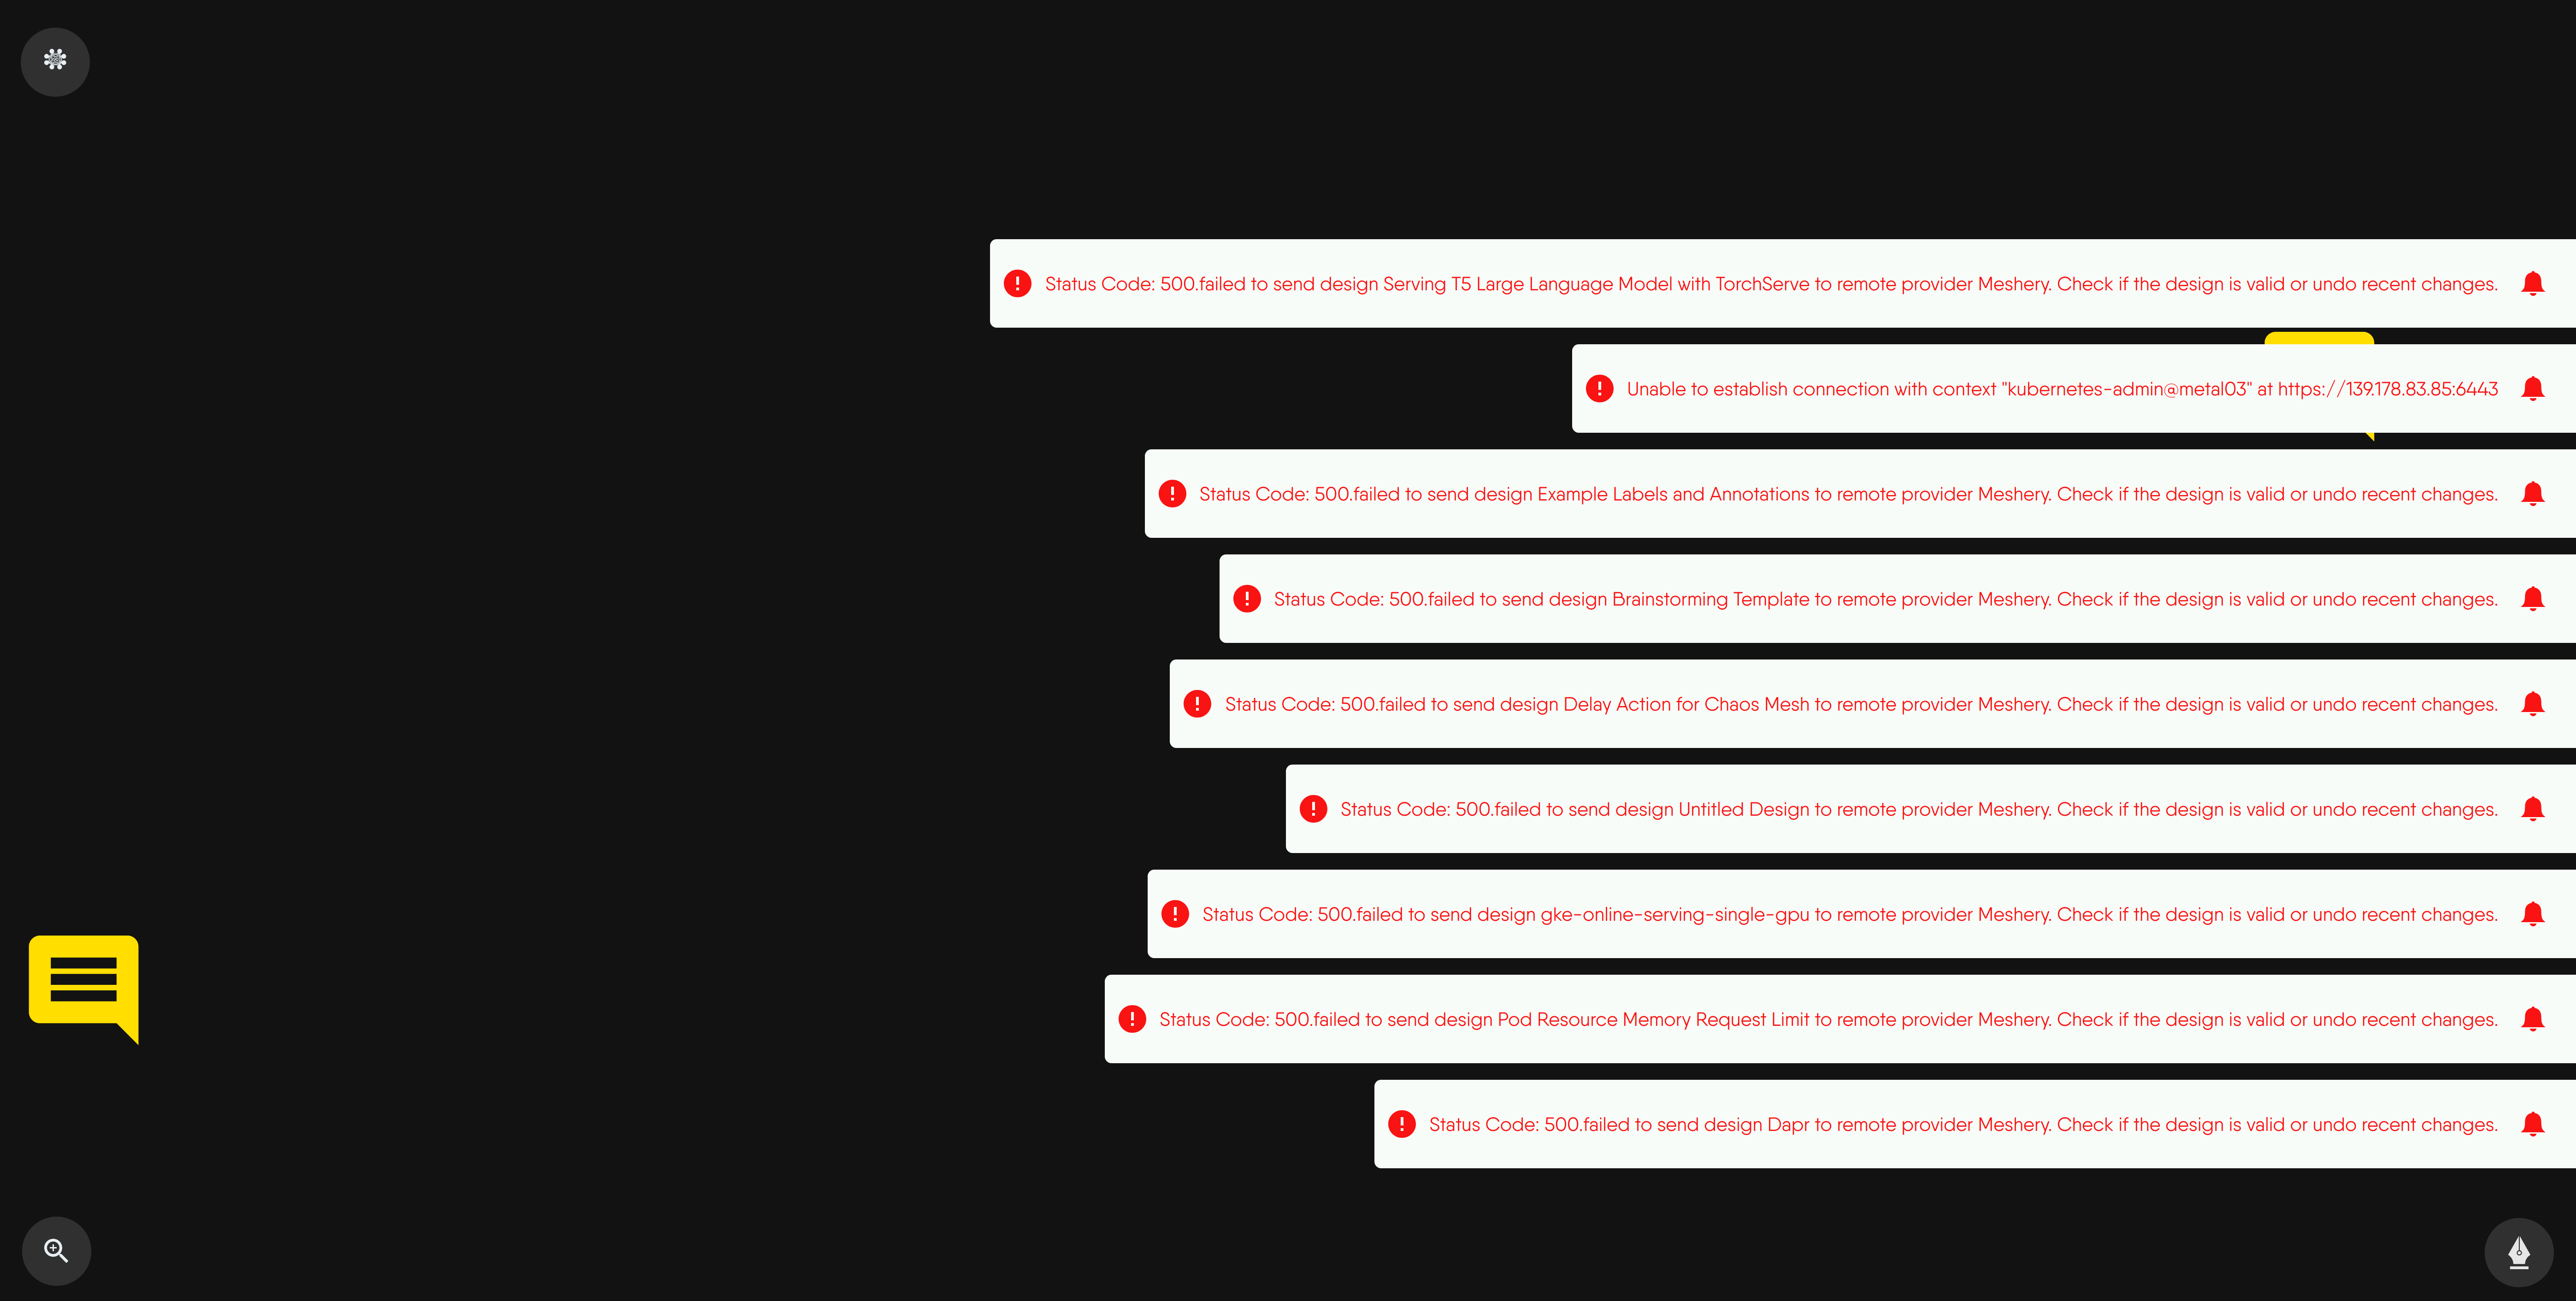 Status Code: 500.failed to send design Serving T5 Large Language Model with TorchServe to remote provider Meshery. Check if the design is valid or undo recent changes.
Unable to establish connection with context "kubernetes-admin@metal03" at https://139.178.83.85:6443
Status Code: 500.failed to send design Example Labels and Annotations to remote provider Meshery. Check if the design is valid or undo recent changes.
Status Code: 500.failed to send design Brainstorming Template to remote provider Meshery. Check if the design is valid or undo recent changes.
Status Code: 500.failed to send design Delay Action for Chaos Mesh to remote provider Meshery. Check if the design is valid or undo recent changes.
Status Code: 500.failed to send design Untitled Design to remote provider Meshery. Check if the design is valid or undo recent changes.
Status Code: 500.failed to send design gke-online-serving-single-gpu to remote provider Meshery. Check if the design is valid or undo recent changes.
Status Code: 500.failed to send design Pod Resource Memory Request Limit to remote provider Meshery. Check if the design is valid or undo recent changes.
Status Code: 500.failed to send design Dapr to remote provider Meshery. Check if the design is valid or undo recent changes.